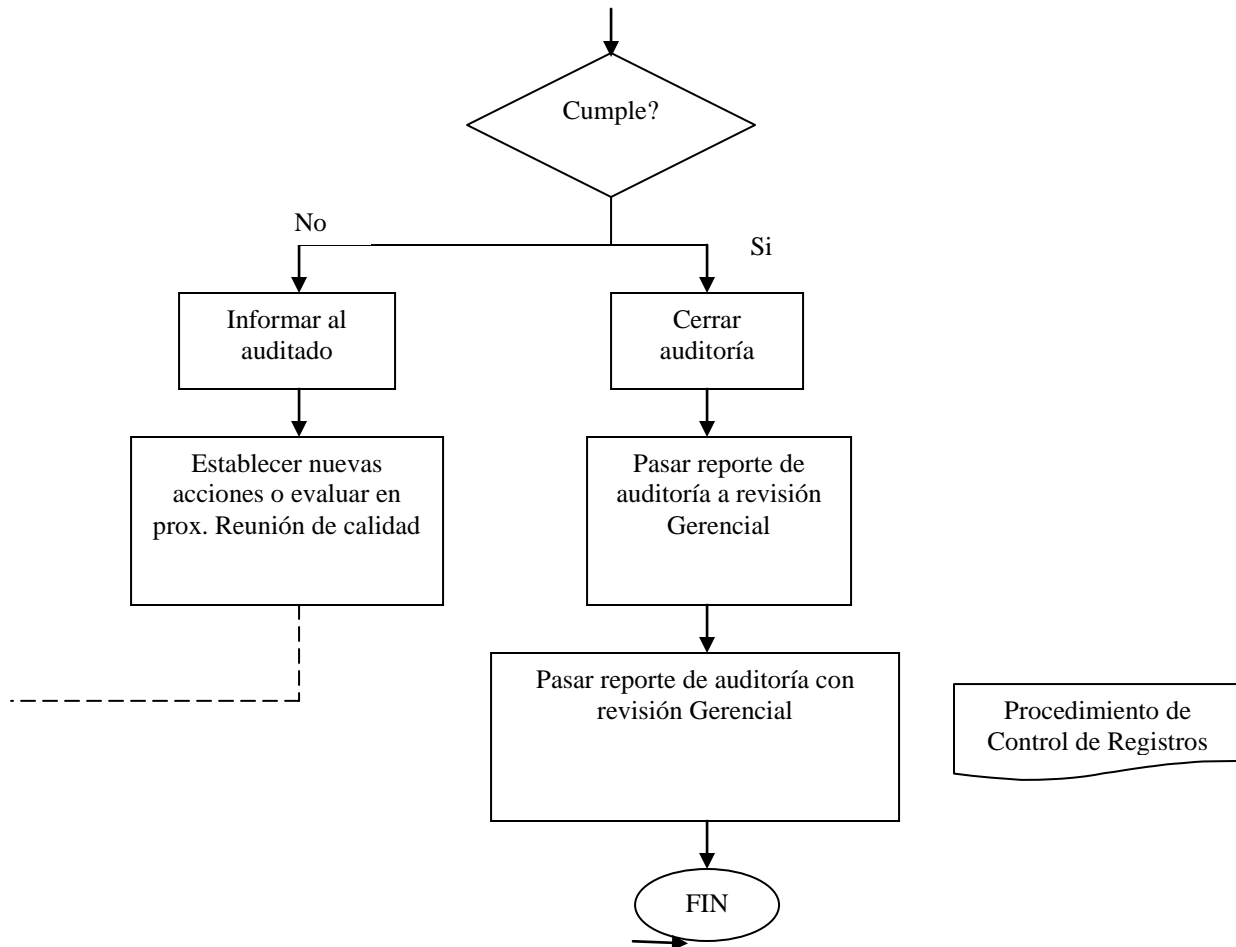 Cumple?
No
Si
Informar al
auditado
Cerrar
auditoría
Establecer nuevas
acciones o evaluar en
prox. Reunión de calidad
Pasar reporte de
auditoría a revisión
Gerencial
Pasar reporte de auditoría con
revisión Gerencial
Procedimiento de
Control de Registros
FIN